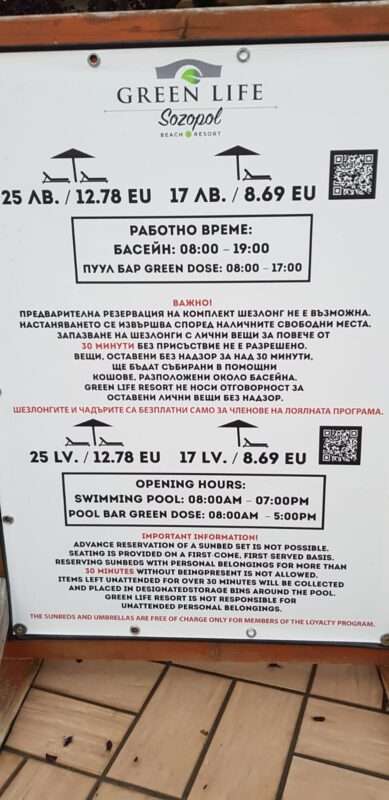 GREEN LIFE
Sozopol
BEACH RESORT
25 ЛВ. / 12.78 EU 17 ЛВ. / 8.69 EU
РАБОТНО ВРЕМЕ:
БАСЕЙН: 08:00 – 19:00
ПУУЛ БАР GREEN DOSE: 08:00 – 17:00
ВАЖНО!
ПРЕДВАРИТЕЛНА РЕЗЕРВАЦИЯ НА КОМПЛЕКТ ШЕЗЛОНГ НЕ Е ВЪЗМОЖНА.
НАСТАНЯВАНЕТО СЕ ИЗВЪРШВА СПОРЕД НАЛИЧНИТЕ СВОБОДНИ МЕСТА.
ЗАПАЗВАНЕ НА ШЕЗЛОНГИ С ЛИЧНИ ВЕЩИ ЗА ПОВЕЧЕ ОТ
30 МИНУТИ БЕЗ ПРИСЪСТВИЕ НЕ Е РАЗРЕШЕНО.
ВЕЩИ, ОСТАВЕНИ БЕЗ НАДЗОР ЗА НАД 30 МИНУТИ,
ЩЕ БЪДАТ СЪБИРАНИ В ПОМОЩНИ
КОШОВЕ, РАЗПОЛОЖЕНИ ОКОЛО БАСЕЙНА.
GREEN LIFE RESORT НЕ НОСИ ОТГОВОРНОСТ ЗА
ОСТАВЕНИ ЛИЧНИ ВЕЩИ БЕЗ НАДЗОР.
ШЕЗЛОНГИТЕ И ЧАДЪРИТЕ СА БЕЗПЛАТНИ САМО ЗА ЧЛЕНОВЕ НА ЛОЯЛНАТА ПРОГРАМА.
25 LV. / 12.78 EU 17 LV. / 8.69 EU
OPENING HOURS:
SWIMMING POOL: 08:00AM – 07:00PM
POOL BAR GREEN DOSE: 08:00AM – 5:00PM
IMPORTANT INFORMATION!
ADVANCE RESERVATION OF A SUNBED SET IS NOT POSSIBLE.
SEATING IS PROVIDED ON A FIRST-COME, FIRST SERVED BASIS.
RESERVING SUNBEDS WITH PERSONAL BELONGINGS FOR MORE THAN
30 MINUTES WITHOUT BEINGPRESENT IS NOT ALLOWED.
ITEMS LEFT UNATTENDED FOR OVER 30 MINUTES WILL BE COLLECTED
AND PLACED IN DESIGNATEDSTORAGE BINS AROUND THE POOL.
GREEN LIFE RESORT IS NOT RESPONSIBLE FOR
UNATTENDED PERSONAL BELONGINGS.
THE SUNBEDS AND UMBRELLAS ARE FREE OF CHARGE ONLY FOR MEMBERS OF THE LOYALTY PROGRAM.